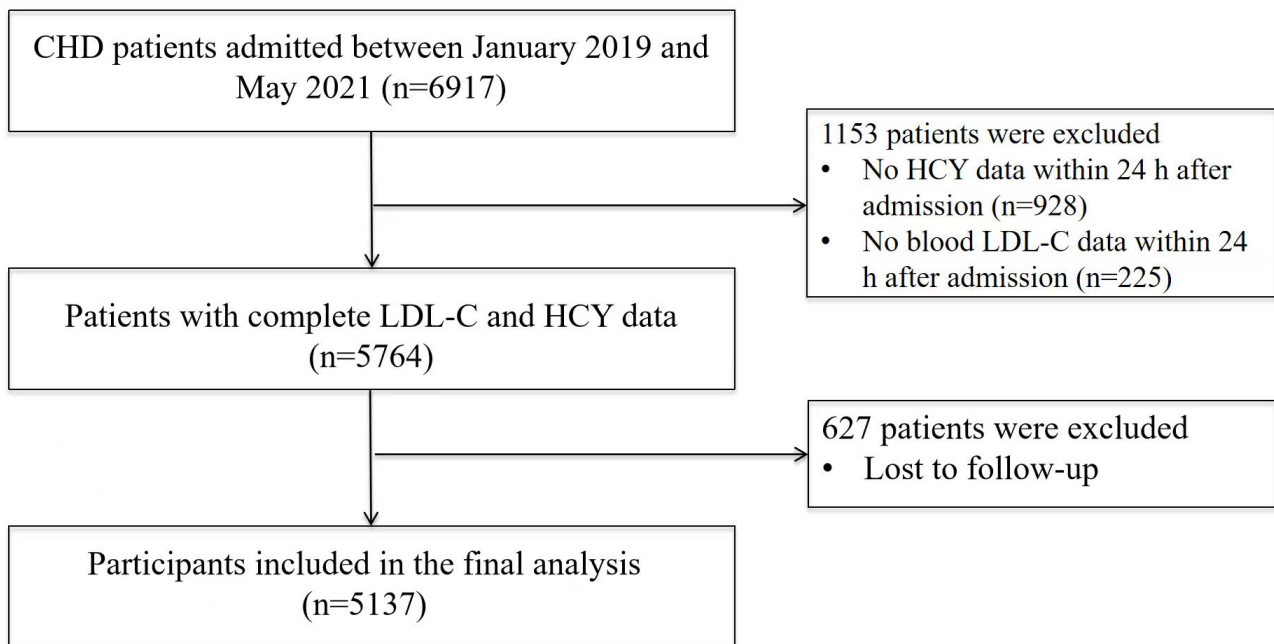 CHD patients admitted between January 2019 and
May 2021 (n=6917)
1153 patients were excluded
• No HCY data within 24 h after
admission (n=928)
• No blood LDL-C data within 24
h after admission (n=225)
Patients with complete LDL-C and HCY data
(n=5764)
627 patients were excluded
• Lost to follow-up
Participants included in the final analysis
(n=5137)